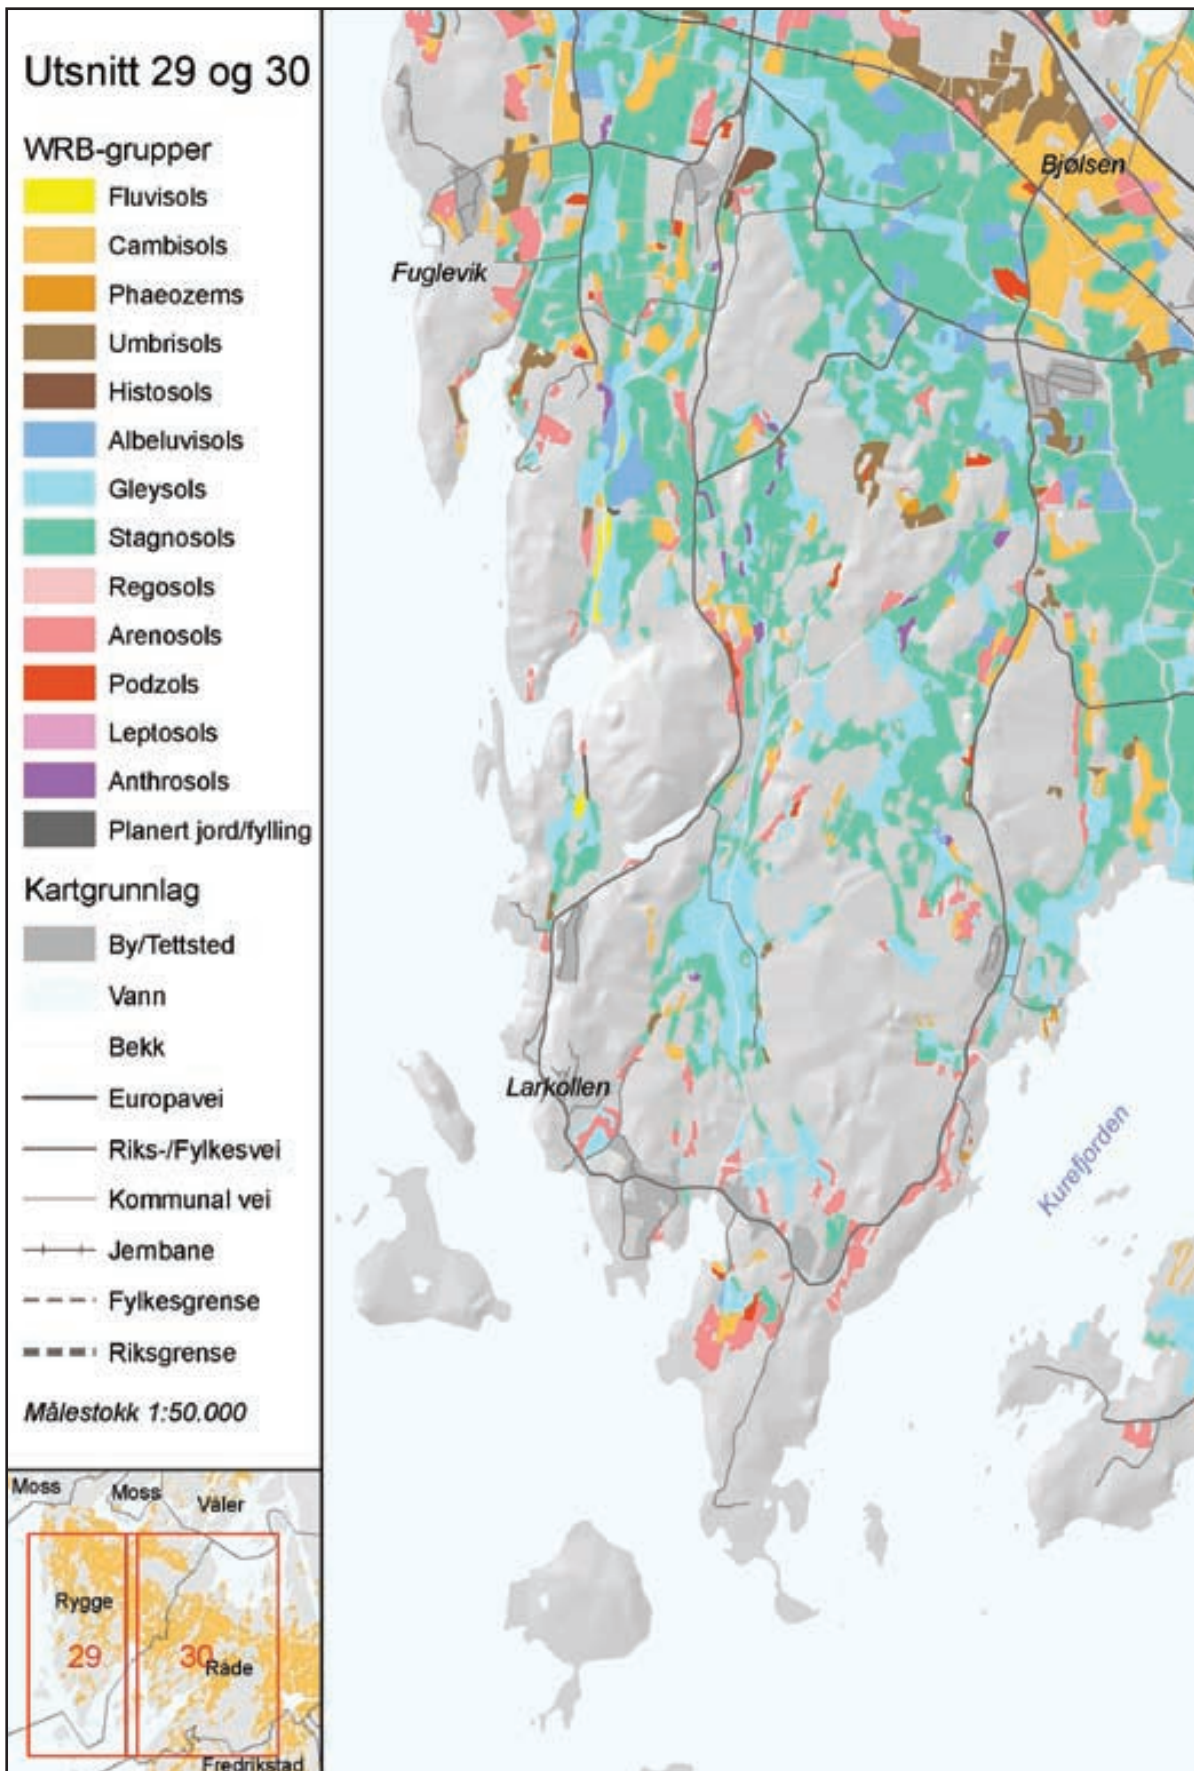 Utsnitt 29 og 30
WRB-grupper
Fluvisols
Cambisols
Phaeozems
Umbrisols
Histosols
Albeluvisols
Gleysols
Stagnosols
Regosols
Arenosols
Podzols
Leptosols
Anthrosols
Planert jord/fylling
Kartgrunnlag
By/Tettsted
Vann
Bekk
Europavei
Riks-/Fylkesvei
Kommunal vei
Jernbane
Fylkesgrense
Riksgrense
Målestokk 1:50.000
Moss
Moss
Våler
Rygge
29
30
Råde
Fredrikstad
Bjølsen
Fuglevik
Larkollen
Kurefjorden